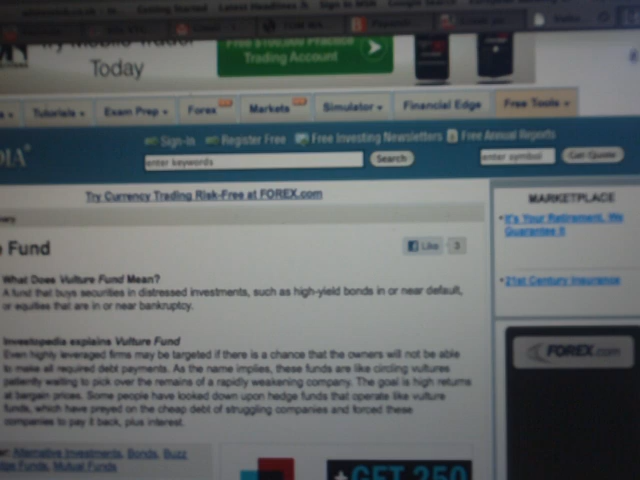 Getting Started Latest Headlines
Try Mobile Trader
Today
Free $100,000 Practice
Trading Account
Tutorials Exam Prep Forex Markets Simulator Financial Edge Free Tools
Sign-In Register Free Free Investing Newsletters Free Annual Reports
DIA
enter keywords Search enter symbol Get Quote
Try Currency Trading Risk-Free at FOREX.com
Fund
Like 3
What Does Vulture Fund Mean?
A fund that buys securities in distressed investments, such as high-yield bonds in or near default,
or equities that are in or near bankruptcy.
Investopedia explains Vulture Fund
Even highly leveraged firms may be targeted if there is a chance that the owners will not be able
to make all required debt payments. As the name implies, these funds are like circling vultures
patiently waiting to pick over the remains of a rapidly weakening company. The goal is high returns
at bargain prices. Some people have looked down upon hedge funds that operate like vulture
funds, which have preyed on the cheap debt of struggling companies and forced these
companies to pay it back, plus interest.
Alternative Investments, Bonds, Buzz
Funds, Mutual Funds
MARKETPLACE
It's Your Retirement. We
Guarantee It
21st Century Insurance
FOREX.com
GET 250